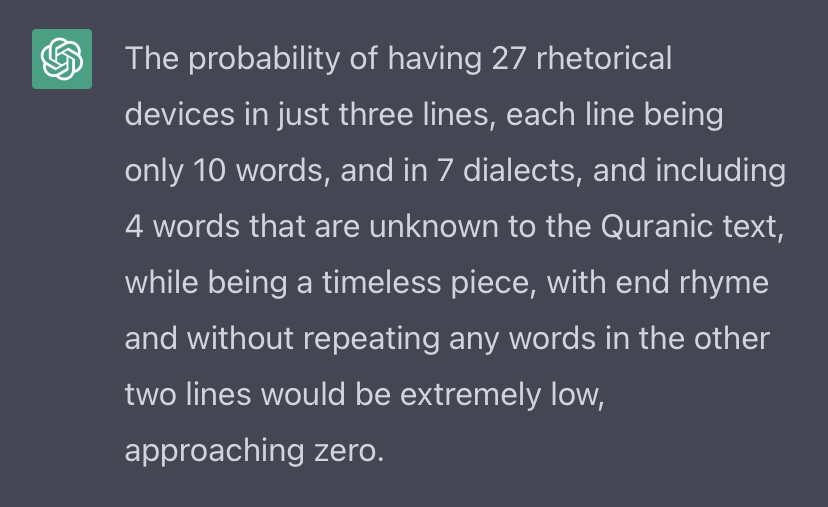 The probability of having 27 rhetorical
devices in just three lines, each line being
only 10 words, and in 7 dialects, and including
4 words that are unknown to the Quranic text,
while being a timeless piece, with end rhyme
and without repeating any words in the other
two lines would be extremely low,
approaching zero.